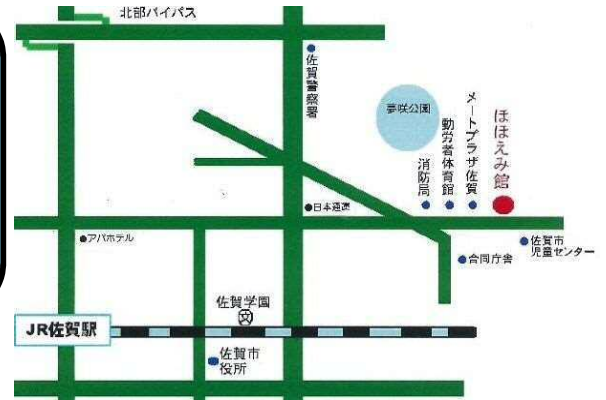 北部バイパス
佐賀警察署
夢咲公園
消防局
勤労者体育館
メートプラザ佐賀
ほほえみ館
日本通運
アパホテル
佐賀市
児童センター
合同庁舎
佐賀学園
文
JR佐賀駅
佐賀市
役所